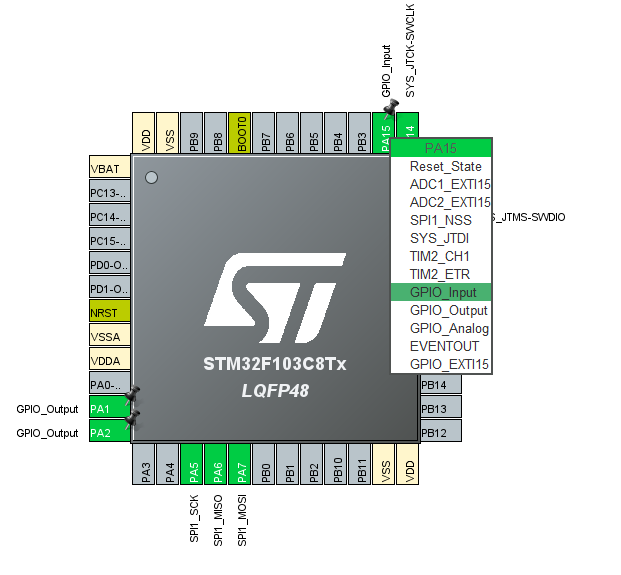 GPIO_Input
SYS_JTCK-SWCLK
VDD
VSS
PB9
PB8
BOOT0
PB7
PB6
PB5
PB4
PB3
PA15
14
PA15
Reset_State
ADC1_EXTI15
ADC2_EXTI15
SPI1_NSS
SYS_JTDI
TIM2_CH1
TIM2_ETR
GPIO_Input
GPIO_Output
GPIO_Analog
EVENTOUT
GPIO_EXTI15
S_JTMS-SWDIO
VBAT
PC13-..
PC14-..
PC15-..
PD0-O..
PD1-O..
NRST
VSSA
VDDA
PA0-..
GPIO_Output PA1
GPIO_Output PA2
ST
STM32F103C8Tx
LQFP48
PB14
PB13
PB12
PA3
PA4
PA5
PA6
PA7
PB0
PB1
PB2
PB10
PB11
VSS
VDD
SPI1_SCK
SPI1_MISO
SPI1_MOSI